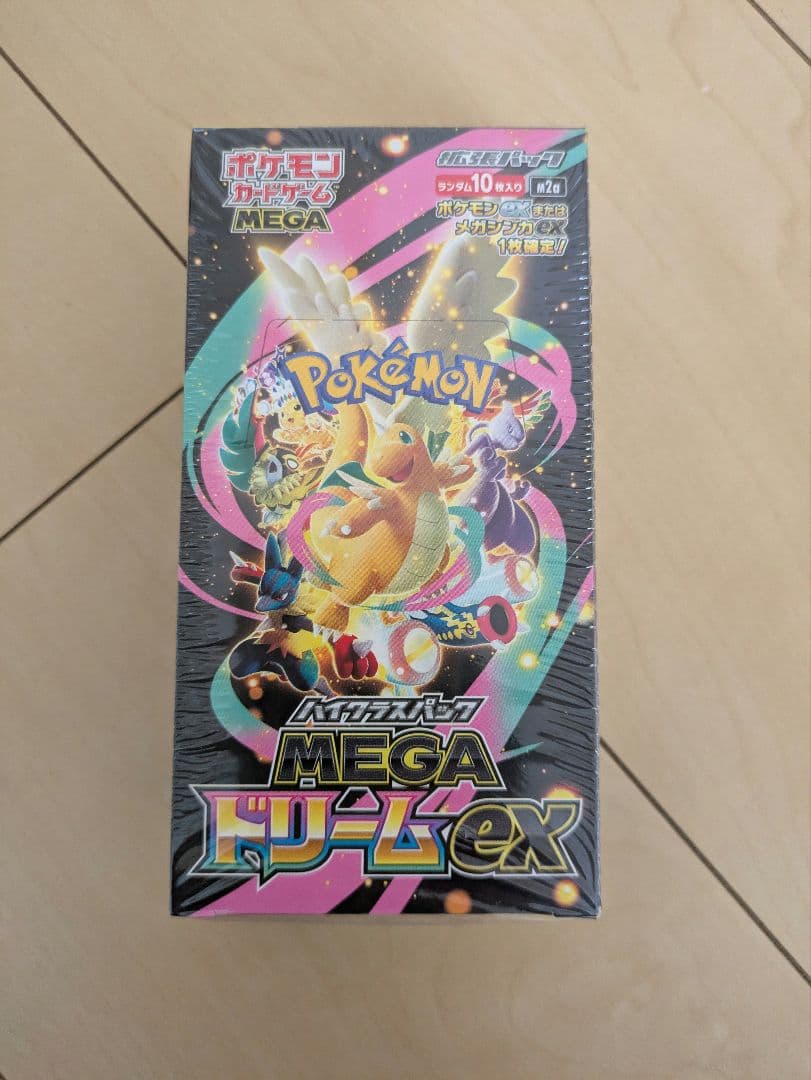 ポケモン
カードゲーム
MEGA
拡張パック
ランダム10枚入り
M2a
ポケモンexまたは
メガシンカex
1枚確定!
POKéMON
ハイクラスパック
MEGA
ドリームex